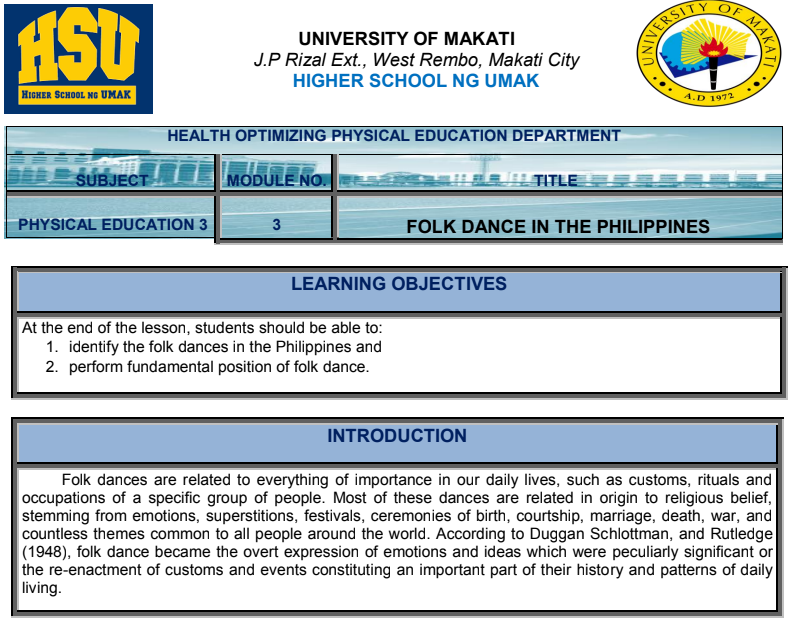 HSU
HIGHER SCHOOL NG UMAK
UNIVERSITY OF MAKATI
J.P Rizal Ext., West Rembo, Makati City
HIGHER SCHOOL NG UMAK
UNIVERSITY OF MAKATI
A.D 1972
HEALTH OPTIMIZING PHYSICAL EDUCATION DEPARTMENT
SUBJECT MODULE NO. TITLE
PHYSICAL EDUCATION 3 3 FOLK DANCE IN THE PHILIPPINES
LEARNING OBJECTIVES
At the end of the lesson, students should be able to:
1. identify the folk dances in the Philippines and
2. perform fundamental position of folk dance.
INTRODUCTION
Folk dances are related to everything of importance in our daily lives, such as customs, rituals and
occupations of a specific group of people. Most of these dances are related in origin to religious belief,
stemming from emotions, superstitions, festivals, ceremonies of birth, courtship, marriage, death, war, and
countless themes common to all people around the world. According to Duggan Schlottman, and Rutledge
(1948), folk dance became the overt expression of emotions and ideas which were peculiarly significant or
the re-enactment of customs and events constituting an important part of their history and patterns of daily
living.